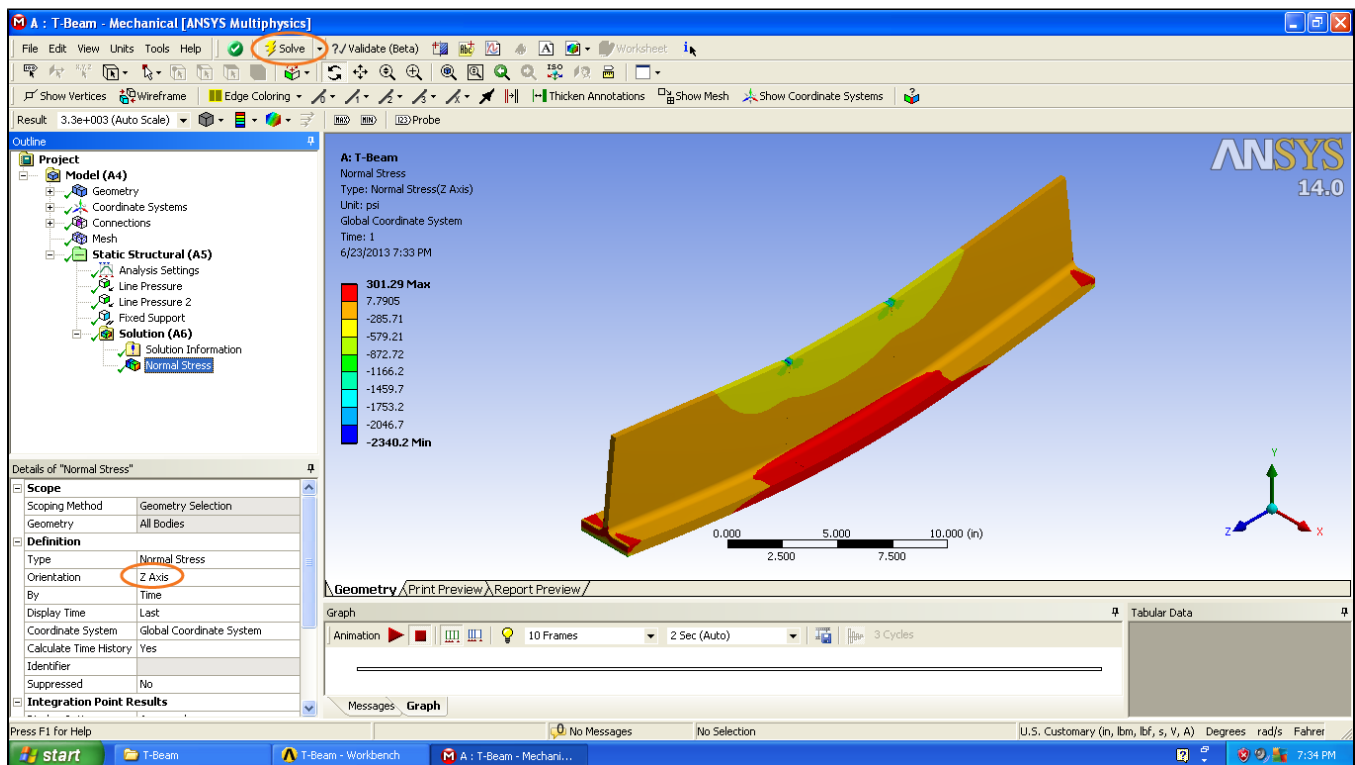 A : T-Beam - Mechanical [ANSYS Multiphysics]
File Edit View Units Tools Help Solve ?✓ Validate (Beta) Worksheet
Show Vertices Wireframe Edge Coloring Thicken Annotations Show Mesh Show Coordinate Systems
Result 3.3e+003 (Auto Scale) MAX MIN Probe
Outline
Project
Model (A4)
Geometry
Coordinate Systems
Connections
Mesh
Static Structural (A5)
Analysis Settings
Line Pressure
Line Pressure 2
Fixed Support
Solution (A6)
Solution Information
Normal Stress
A: T-Beam
Normal Stress
Type: Normal Stress(Z Axis)
Unit: psi
Global Coordinate System
Time: 1
6/23/2013 7:33 PM
301.29 Max
7.7905
-285.71
-579.21
-872.72
-1166.2
-1459.7
-1753.2
-2046.7
-2340.2 Min
ANSYS
14.0
Y
Z X
0.000 5.000 10.000 (in)
2.500 7.500
Details of "Normal Stress"
Scope
Scoping Method Geometry Selection
Geometry All Bodies
Definition
Type Normal Stress
Orientation Z Axis
By Time
Display Time Last
Coordinate System Global Coordinate System
Calculate Time History Yes
Identifier
Suppressed No
Integration Point Results
Geometry Print Preview Report Preview
Graph
Animation 10 Frames 2 Sec (Auto) 3 Cycles
Messages Graph
Tabular Data
Press F1 for Help No Messages No Selection U.S. Customary (in, lbm, lbf, s, V, A) Degrees rad/s Fahrer
start T-Beam T-Beam - Workbench A : T-Beam - Mechani... 7:34 PM